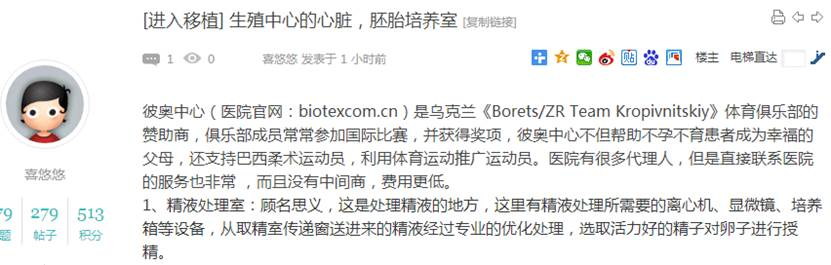 [进入移植] 生殖中心的心脏，胚胎培养室 [复制链接]
1 0 喜悠悠 发表于 1 小时前 贴 楼主 电梯直达
彼奥中心（医院官网：biotexcom.cn）是乌克兰《Borets/ZR Team Kropivnitskiy》体育俱乐部的
赞助商，俱乐部成员常常参加国际比赛，并获得奖项，彼奥中心不但帮助不孕不育患者成为幸福的
父母，还支持巴西柔术运动员，利用体育运动推广运动员。医院有很多代理人，但是直接联系医院
的服务也非常 ，而且没有中间商，费用更低。
1、精液处理室：顾名思义，这是处理精液的地方，这里有精液处理所需要的离心机、显微镜、培养
箱等设备，从取精室传递窗送进来的精液经过专业的优化处理，选取活力好的精子对卵子进行授
精。
喜悠悠
79 279 513
题 帖子 积分